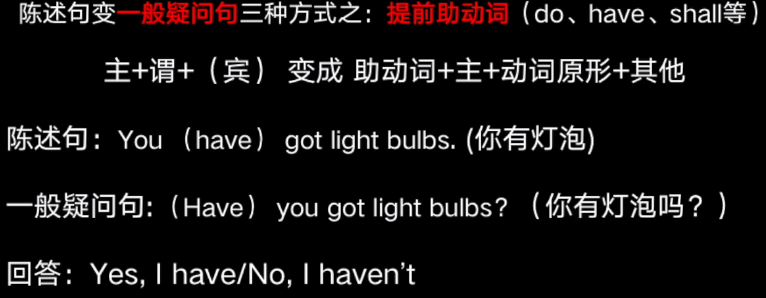 陈述句变一般疑问句三种方式之：提前助动词（do、have、shall等）
主+谓+（宾） 变成 助动词+主+动词原形+其他
陈述句：You （have） got light bulbs. (你有灯泡)
一般疑问句:（Have） you got light bulbs? （你有灯泡吗？）
回答：Yes, I have/No, I haven't